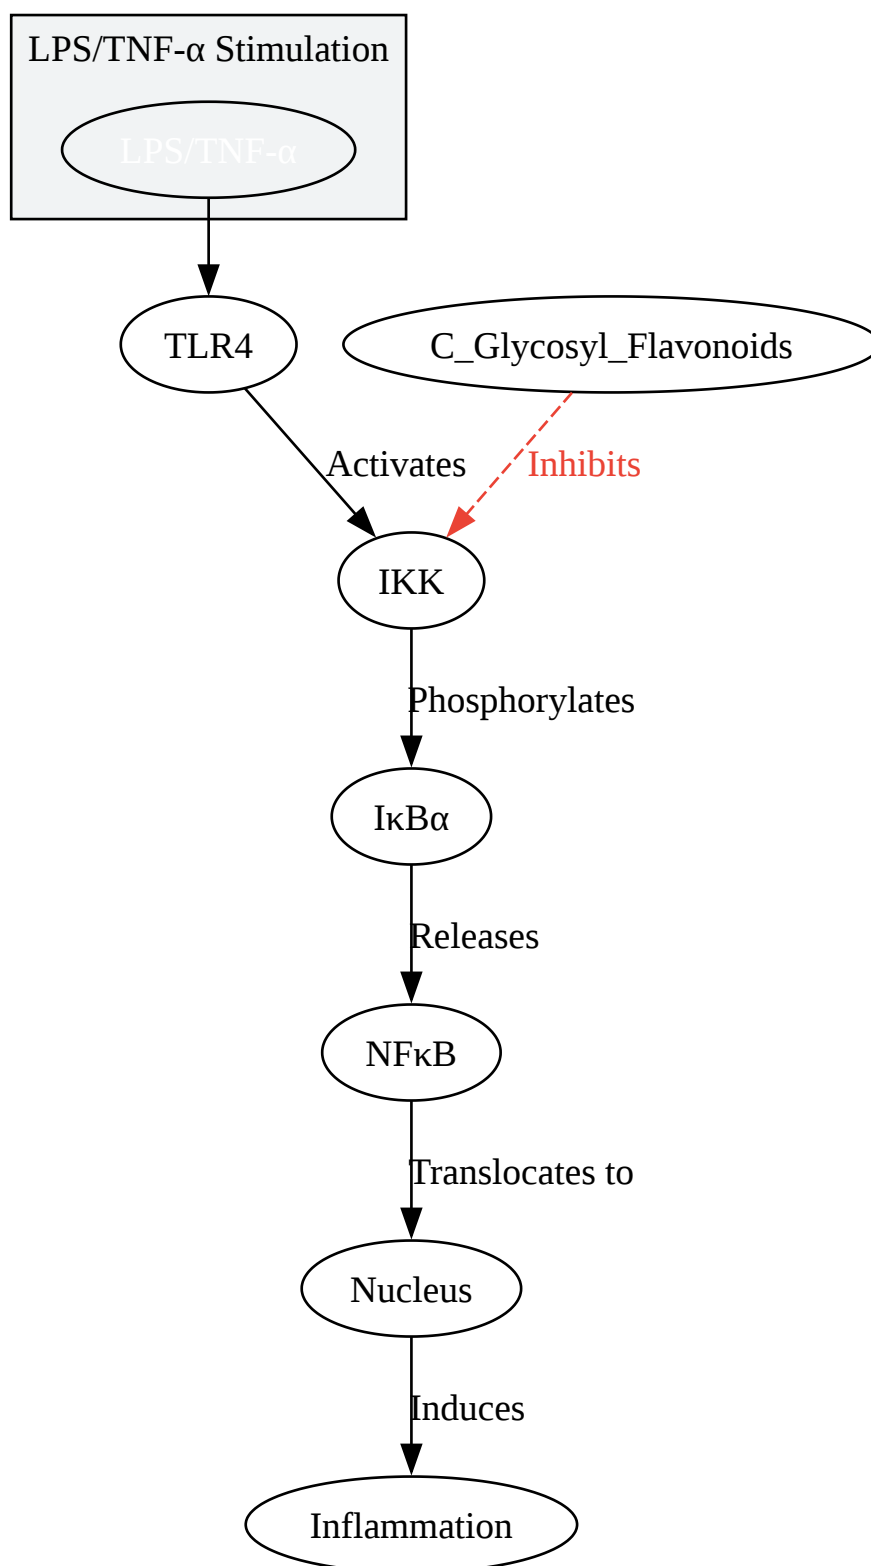 LPS/TNF-α Stimulation
LPS/TNF-α
TLR4
C_Glycosyl_Flavonoids
Activates
Inhibits
IKK
Phosphorylates
IκBα
Releases
NFκB
Translocates to
Nucleus
Induces
Inflammation